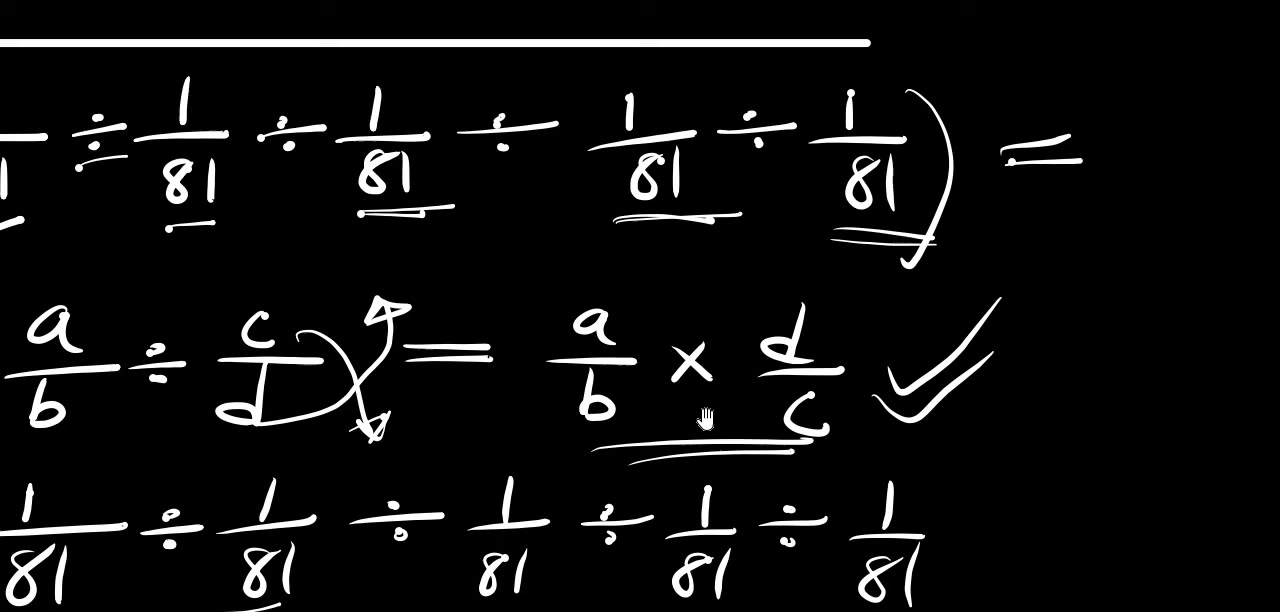 ÷ 1/81 ÷ 1/81 ÷ 1/81 ÷ 1/81 ) =
a/b ÷ c/d = a/b × d/c
1/81 ÷ 1/81 ÷ 1/81 ÷ 1/81 ÷ 1/81